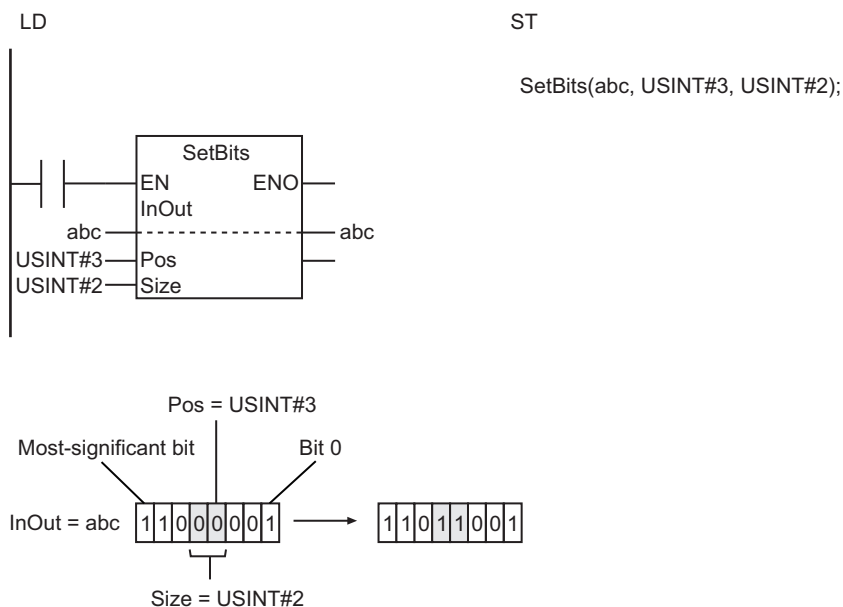 LD ST
SetBits(abc, USINT#3, USINT#2);
SetBits
EN ENO
InOut
abc abc
USINT#3 Pos
USINT#2 Size
Pos = USINT#3
Most-significant bit Bit 0
InOut = abc 1 1 0 0 0 0 0 1 1 1 0 1 1 0 0 1
Size = USINT#2